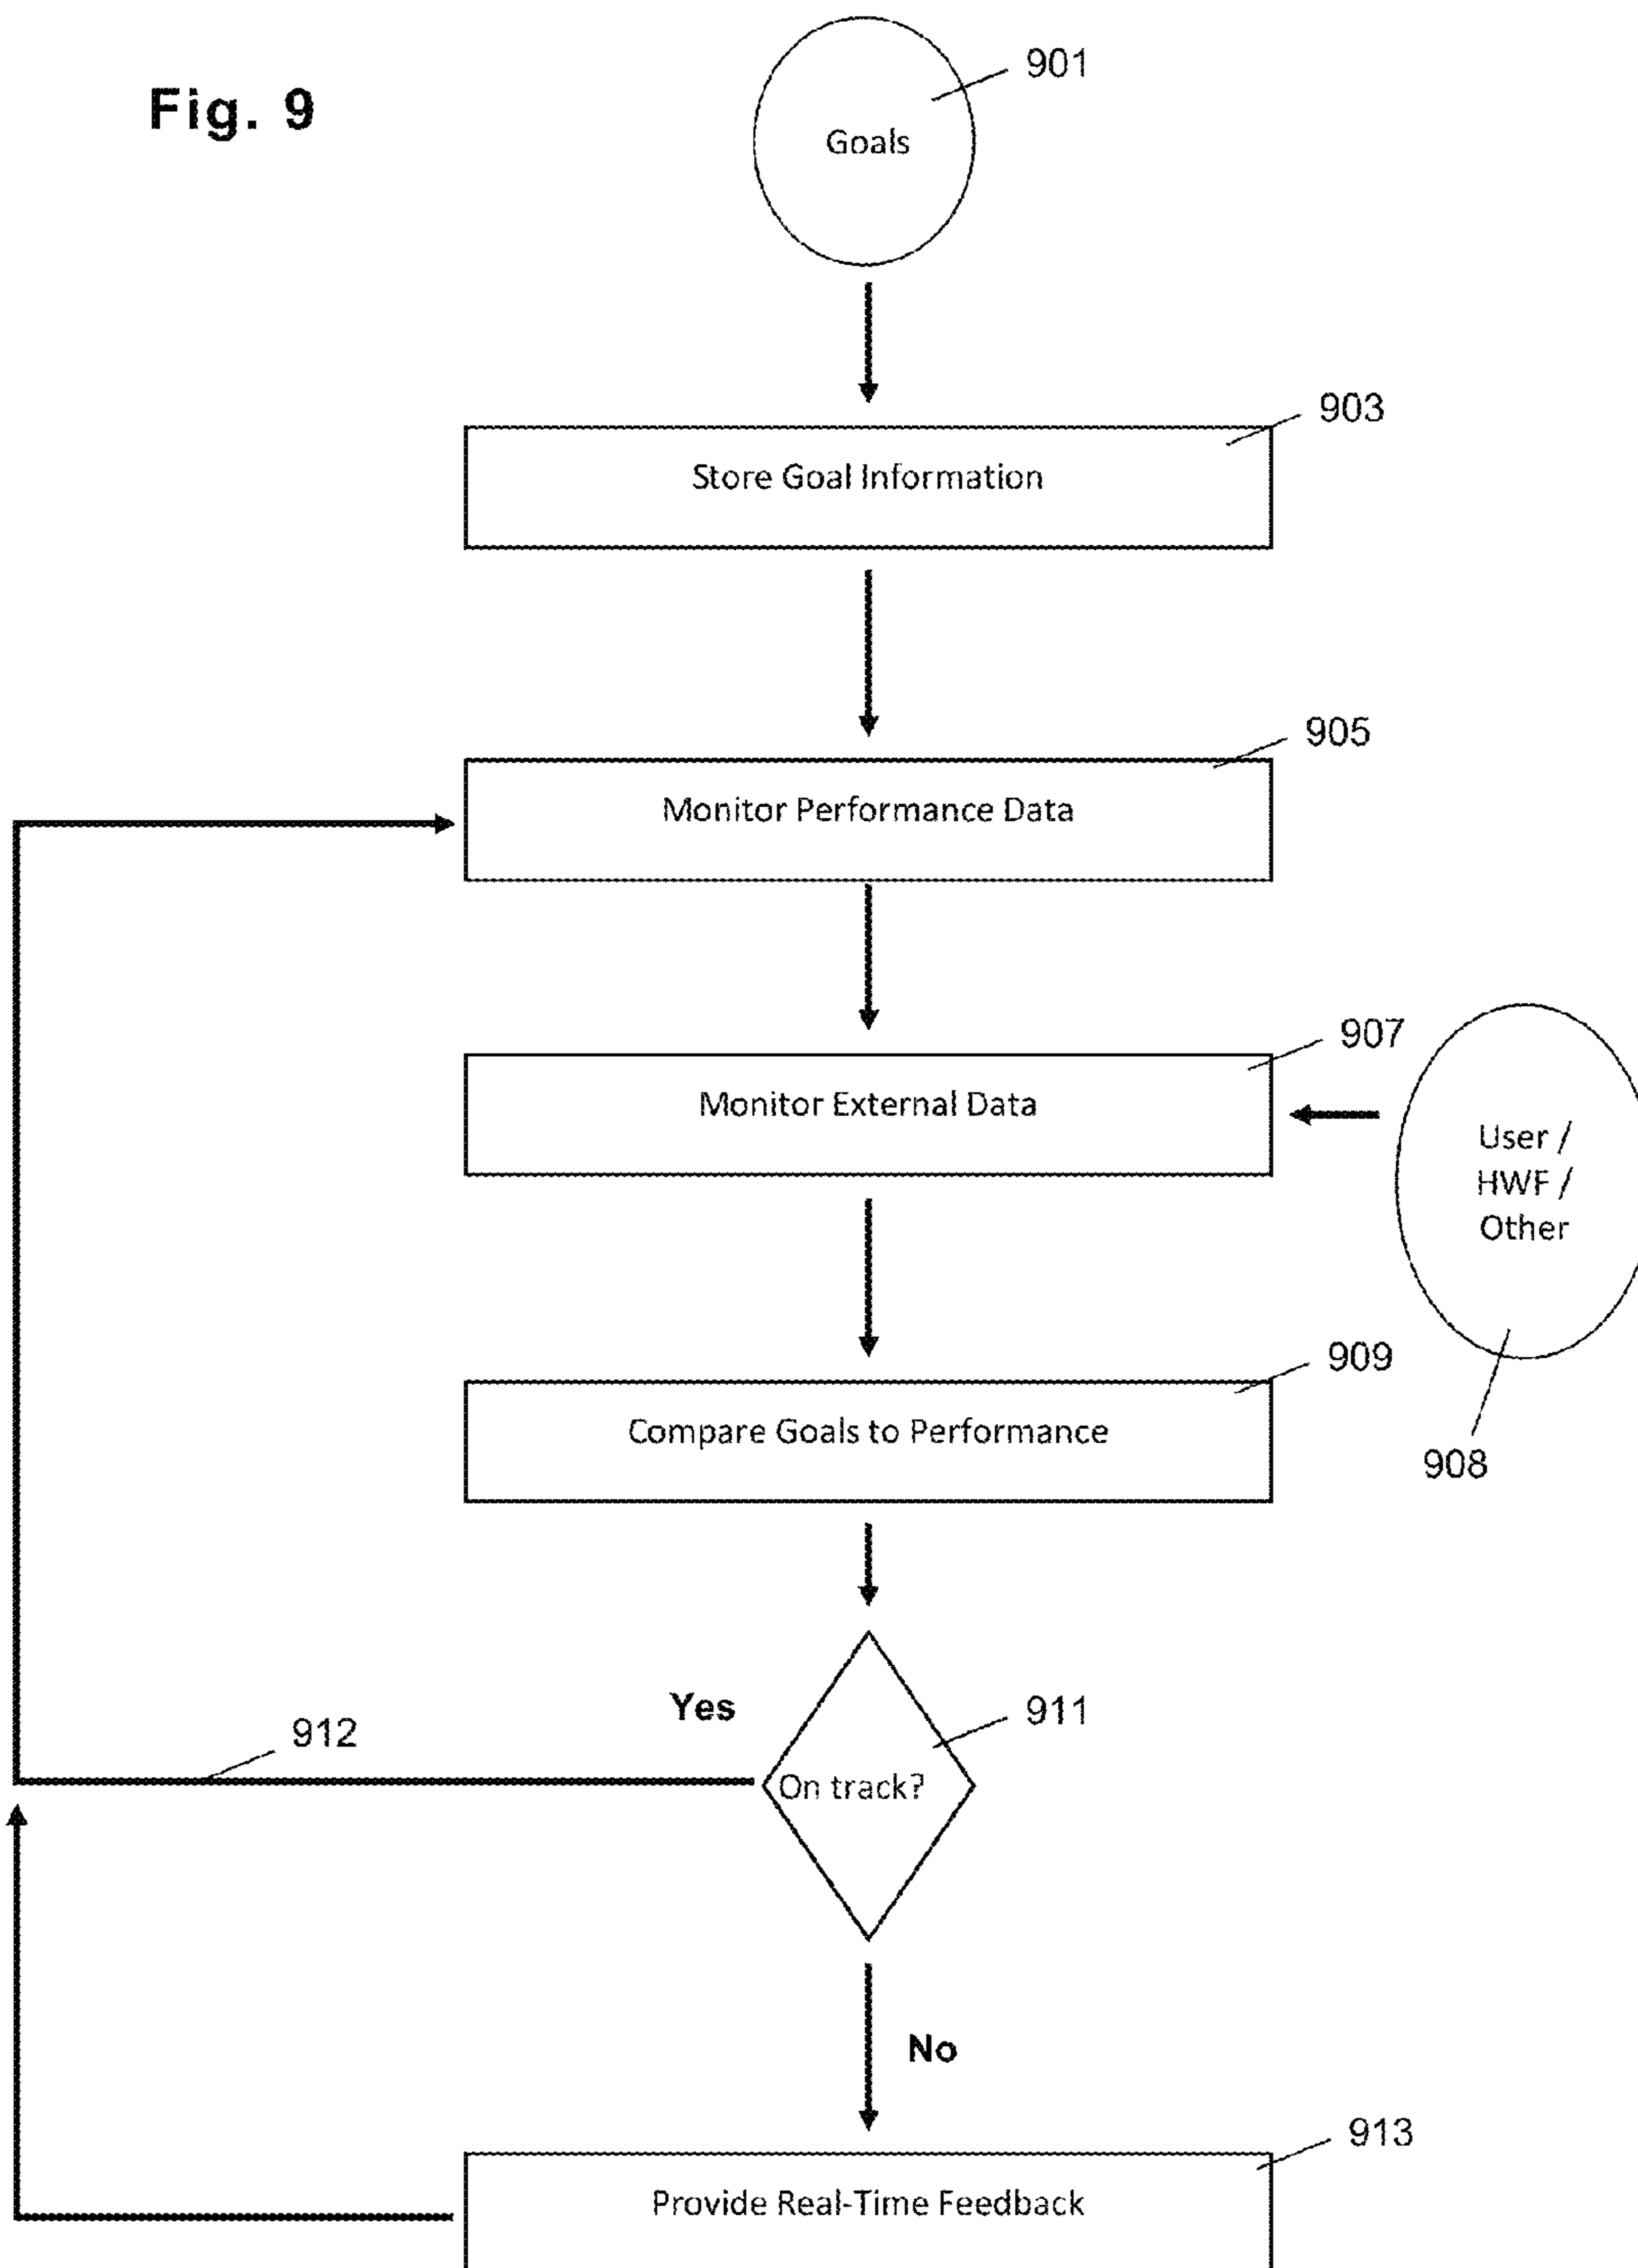 Fig. 9
901
Goals
903
Store Goal Information
905
Monitor Performance Data
907
Monitor External Data
User /
HWF /
Other
908
909
Compare Goals to Performance
Yes
911
912
On track?
No
913
Provide Real-Time Feedback